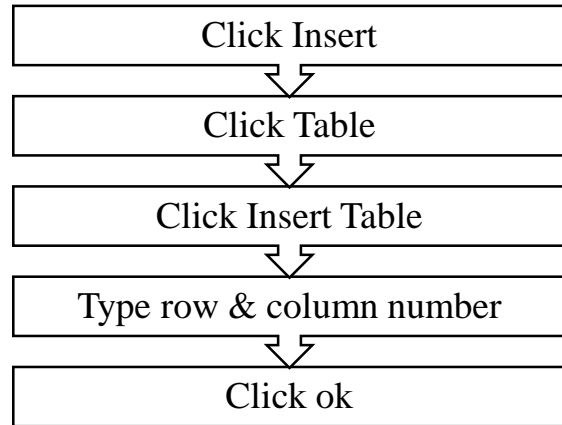 Click Insert
Click Table
Click Insert Table
Type row & column number
Click ok